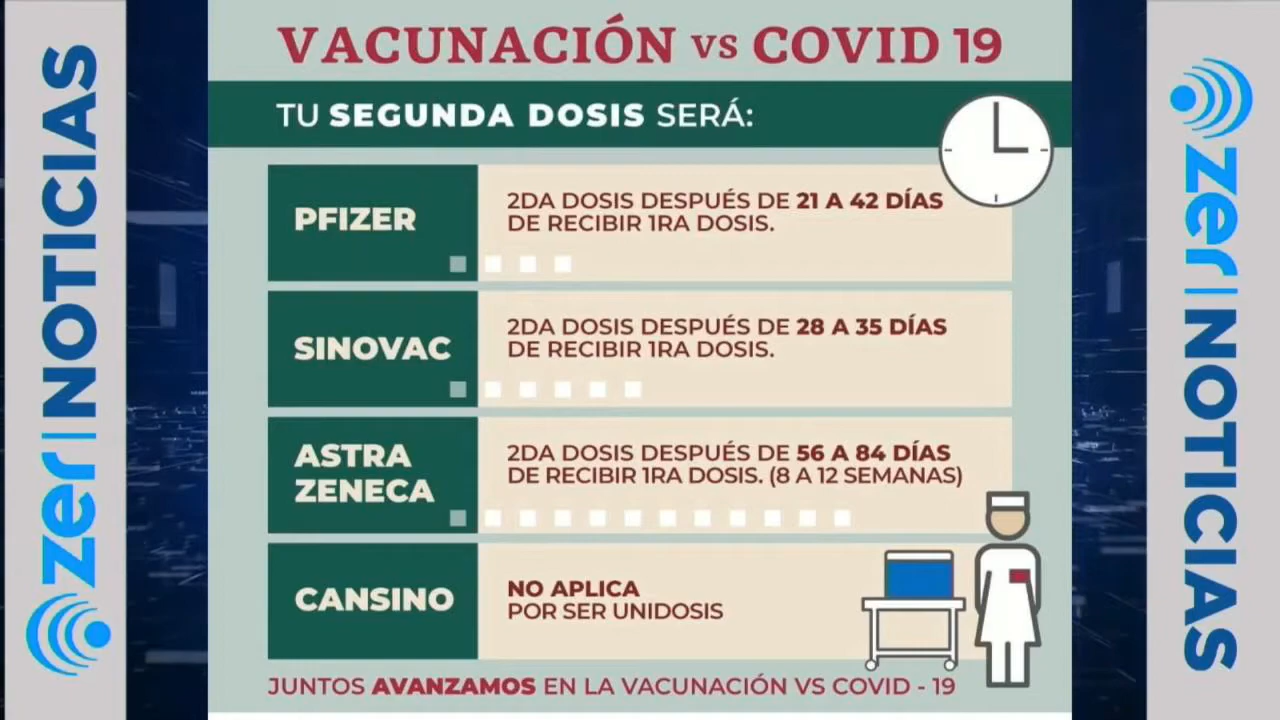 VACUNACIÓN vs COVID 19
TU SEGUNDA DOSIS SERÁ:
PFIZER
2DA DOSIS DESPUÉS DE 21 A 42 DÍAS
DE RECIBIR 1RA DOSIS.
SINOVAC
2DA DOSIS DESPUÉS DE 28 A 35 DÍAS
DE RECIBIR 1RA DOSIS.
ASTRA
ZENECA
2DA DOSIS DESPUÉS DE 56 A 84 DÍAS
DE RECIBIR 1RA DOSIS. (8 A 12 SEMANAS)
CANSINO
NO APLICA
POR SER UNIDOSIS
JUNTOS AVANZAMOS EN LA VACUNACIÓN VS COVID - 19
zer | NOTICIAS
zer | NOTICIAS